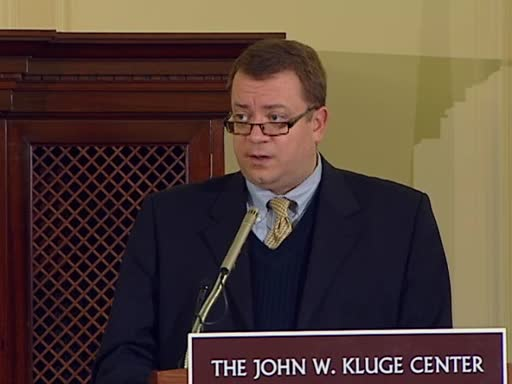 THE JOHN W. KLUGE CENTER